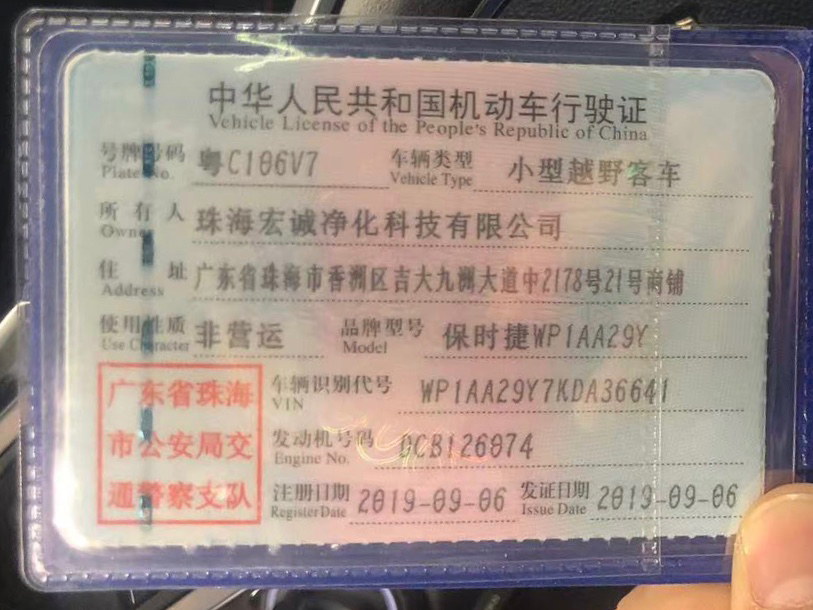 中华人民共和国机动车行驶证
Vehicle License of the People's Republic of China
号牌号码 粤C106V7 车辆类型 小型越野客车
Plate No. Vehicle Type
所有人 珠海宏诚净化科技有限公司
Owner
住址 广东省珠海市香洲区吉大九洲大道中2178号21号商铺
Address
使用性质 非营运 品牌型号 保时捷WP1AA29Y
Use Character Model
广东省珠海 车辆识别代号 WP1AA29Y7KDA36641
VIN
市公安局交 发动机号码 DCB126874
Engine No.
通警察支队 注册日期 2019-09-06 发证日期 2019-09-06
Register Date Issue Date